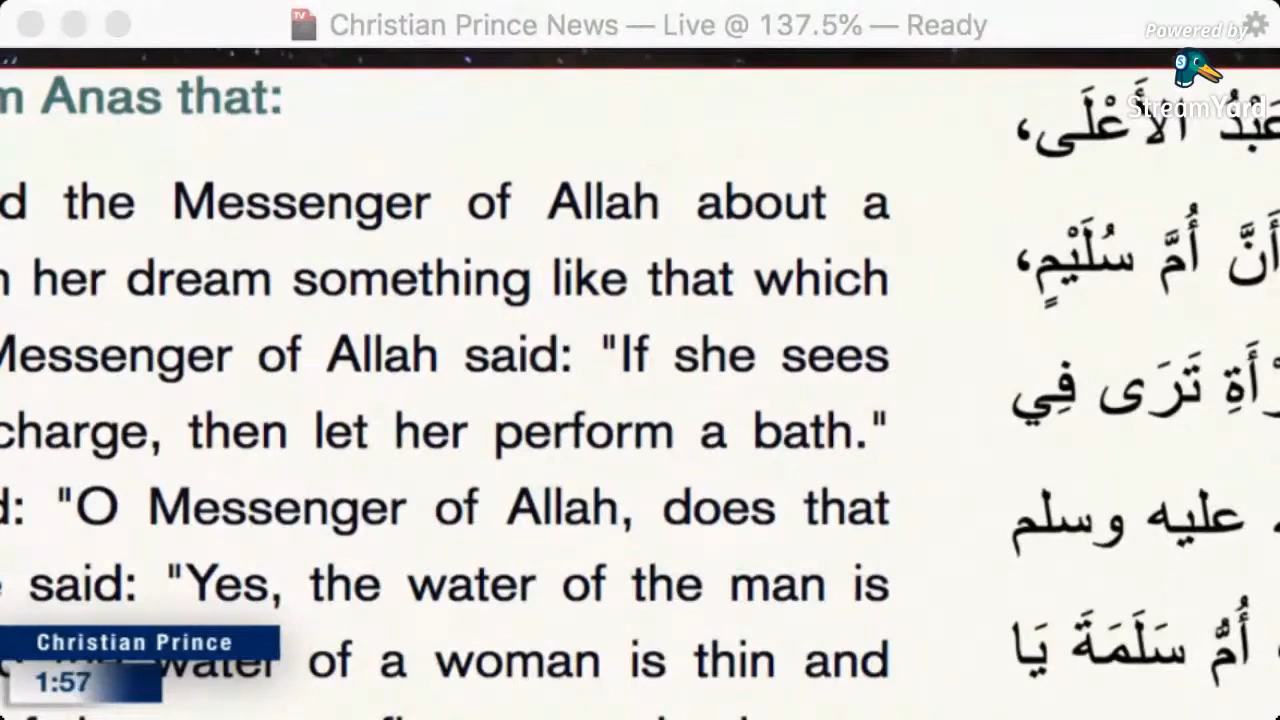 Christian Prince News — Live @ 137.5% — Ready
Powered by
StreamYard
m Anas that:
d the Messenger of Allah about a
her dream something like that which
Messenger of Allah said: "If she sees
charge, then let her perform a bath."
d: "O Messenger of Allah, does that
said: "Yes, the water of the man is
water of a woman is thin and
عَبْدُ الأَعْلَى،
أَنَّ أُمَّ سُلَيْمٍ،
رْأَةِ تَرَى فِي
عليه وسلم
أُمُّ سَلَمَةَ يَا
Christian Prince
1:57